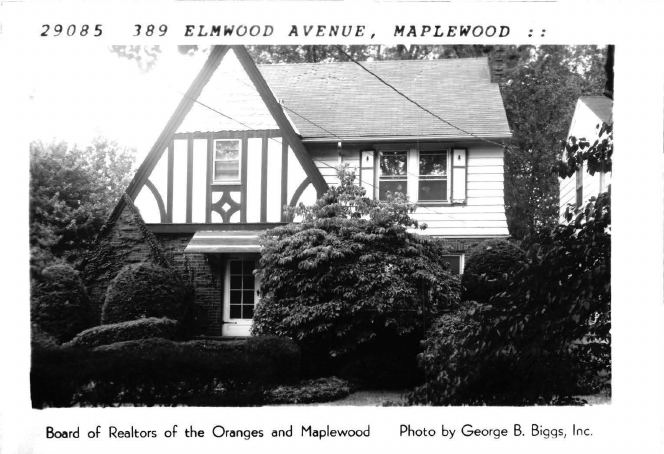 29085 389 ELMWOOD AVENUE, MAPLEWOOD ::
Board of Realtors of the Oranges and Maplewood Photo by George B. Biggs, Inc.